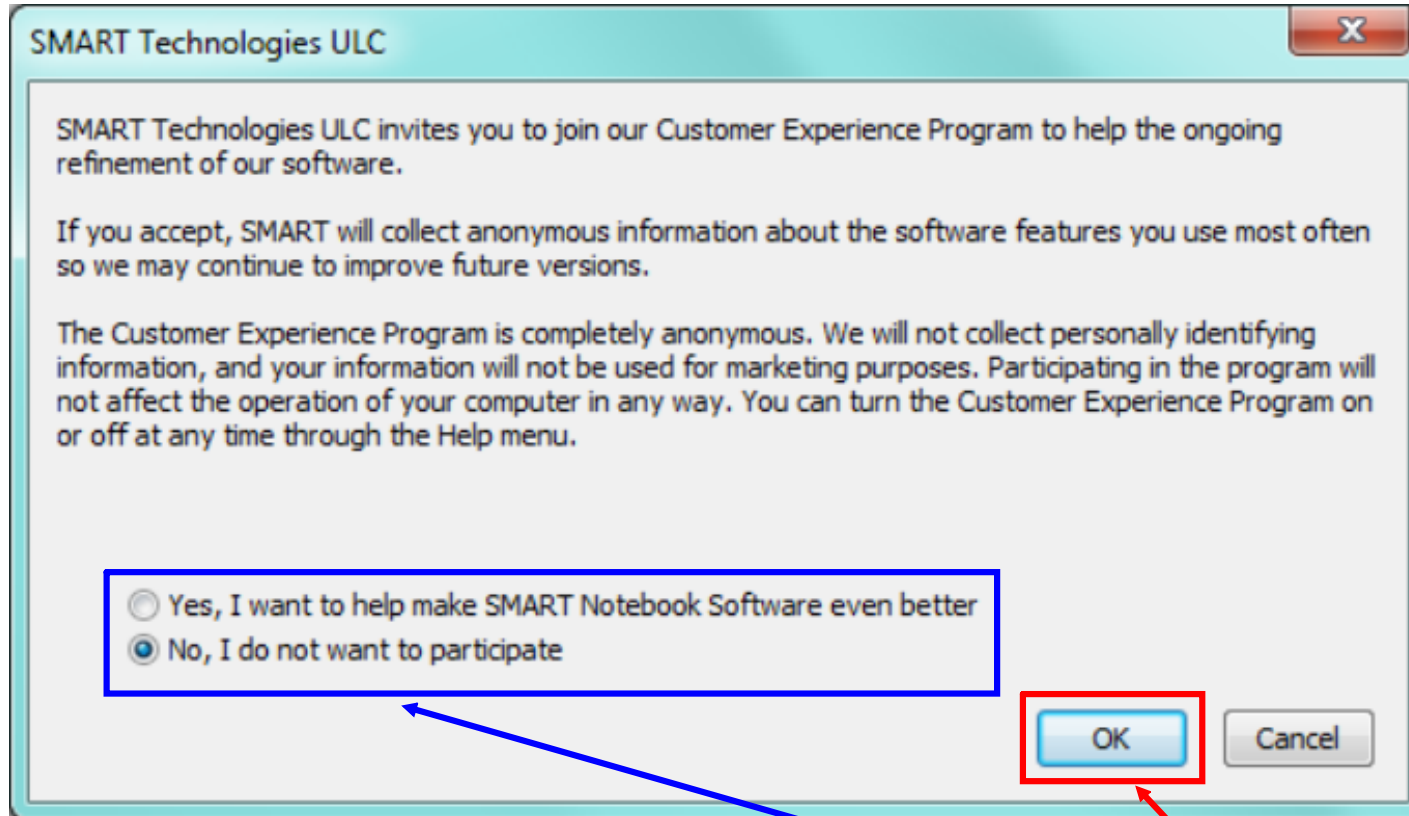 SMART Technologies ULC
SMART Technologies ULC invites you to join our Customer Experience Program to help the ongoing
refinement of our software.
If you accept, SMART will collect anonymous information about the software features you use most often
so we may continue to improve future versions.
The Customer Experience Program is completely anonymous. We will not collect personally identifying
information, and your information will not be used for marketing purposes. Participating in the program will
not affect the operation of your computer in any way. You can turn the Customer Experience Program on
or off at any time through the Help menu.
Yes, I want to help make SMART Notebook Software even better
No, I do not want to participate
OK Cancel